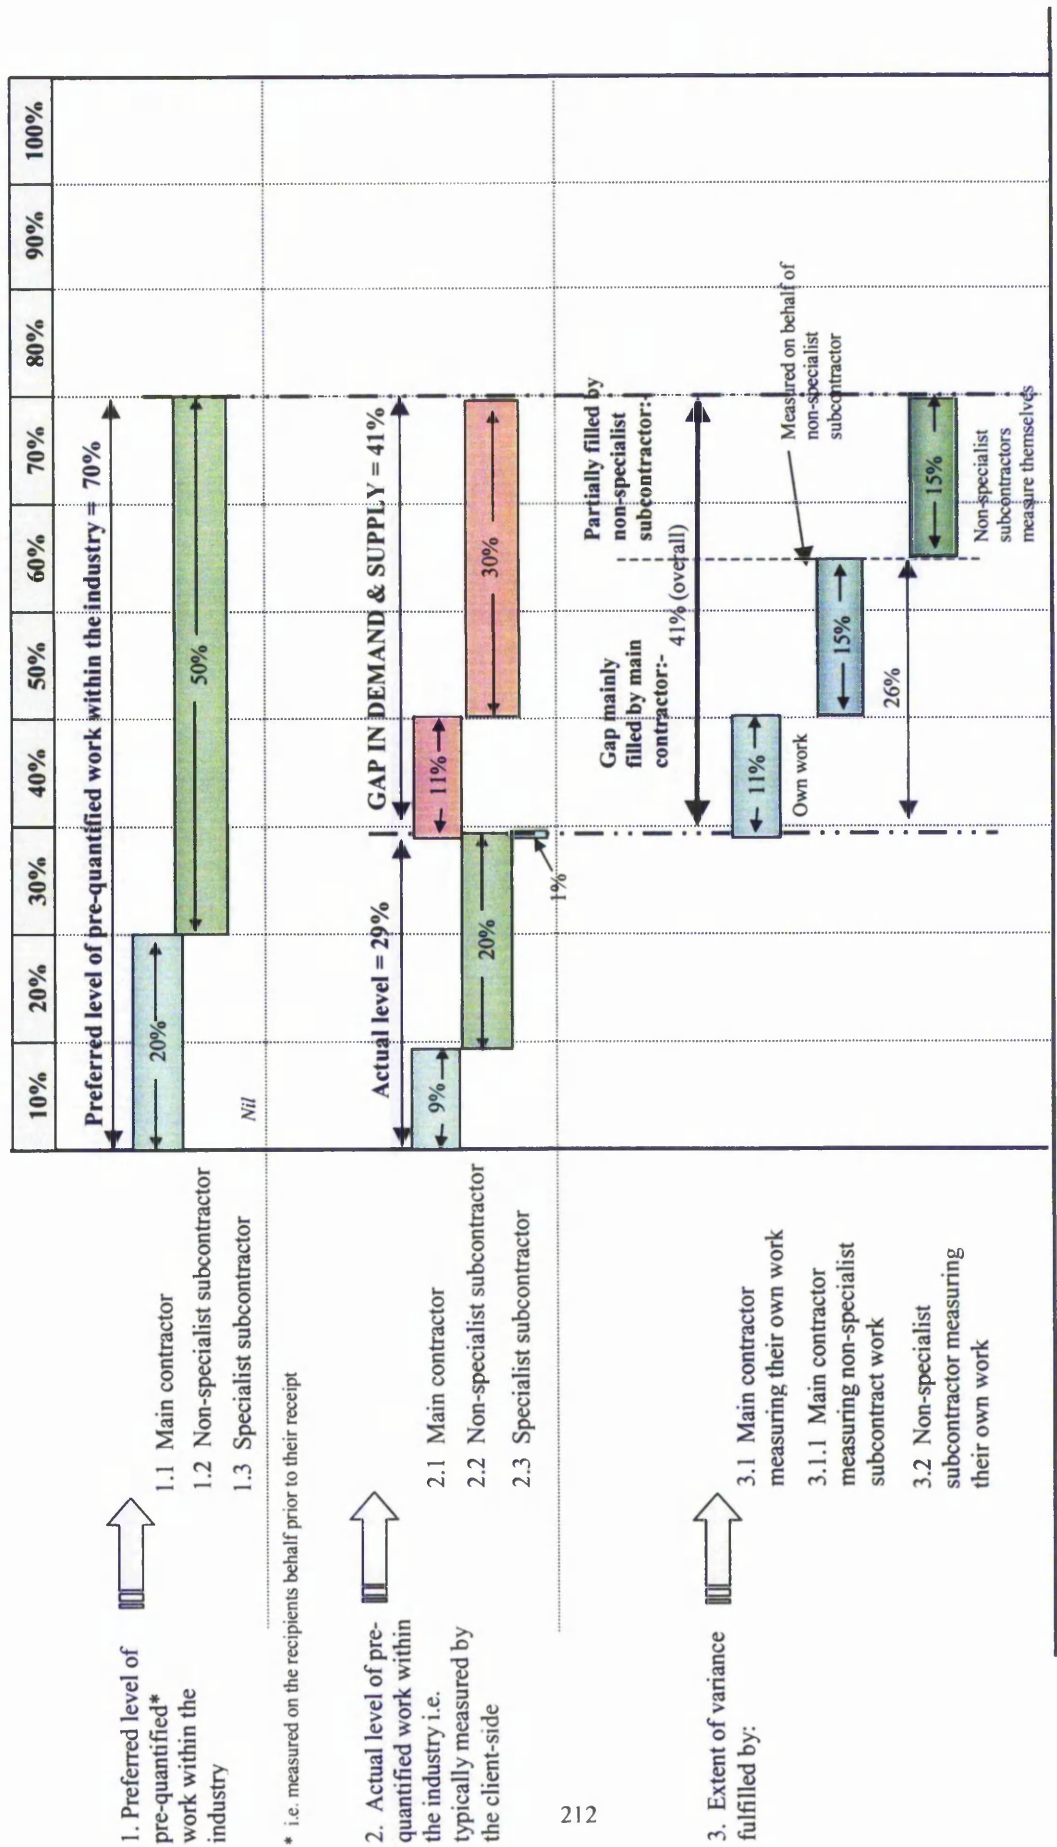 10% 20% 30% 40% 50% 60% 70% 80% 90% 100%
1. Preferred level of
pre-quantified*
work within the
industry
Preferred level of pre-quantified work within the industry = 70%
1.1 Main contractor
20%
1.2 Non-specialist subcontractor
50%
1.3 Specialist subcontractor
Nil
* i.e. measured on the recipients behalf prior to their receipt
2. Actual level of pre-
quantified work within
the industry i.e.
typically measured by
the client-side
Actual level = 29%
GAP IN DEMAND & SUPPLY = 41%
2.1 Main contractor
9%
11%
2.2 Non-specialist subcontractor
20%
30%
2.3 Specialist subcontractor
1%
212
3. Extent of variance
fulfilled by:
Gap mainly
filled by main
contractor:-
Partially filled by
non-specialist
subcontractor:-
41% (overall)
3.1 Main contractor
measuring their own work
11%
Own work
Measured on behalf of
non-specialist
subcontractor
3.1.1 Main contractor
measuring non-specialist
subcontract work
15%
26%
3.2 Non-specialist
subcontractor measuring
their own work
15%
Non-specialist
subcontractors
measure themselves